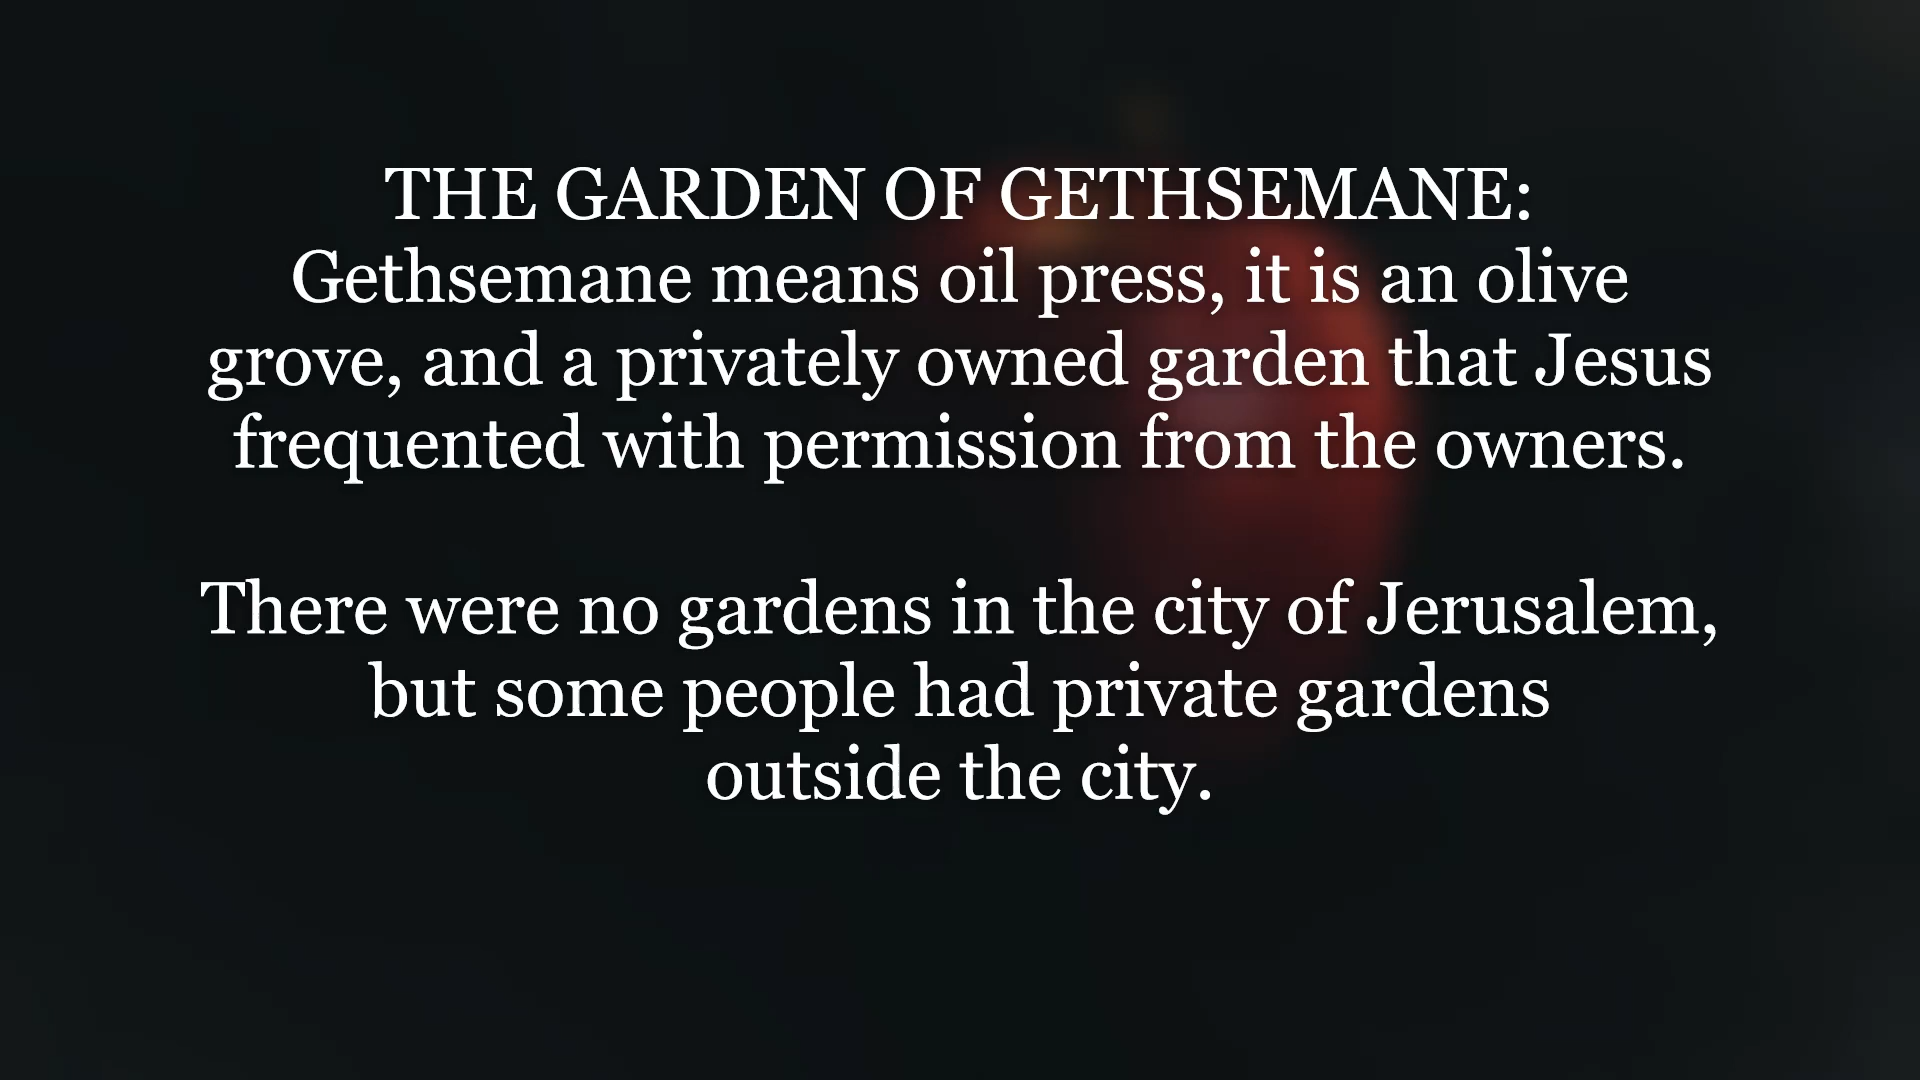 THE GARDEN OF GETHSEMANE:
Gethsemane means oil press, it is an olive
grove, and a privately owned garden that Jesus
frequented with permission from the owners.
There were no gardens in the city of Jerusalem,
but some people had private gardens
outside the city.